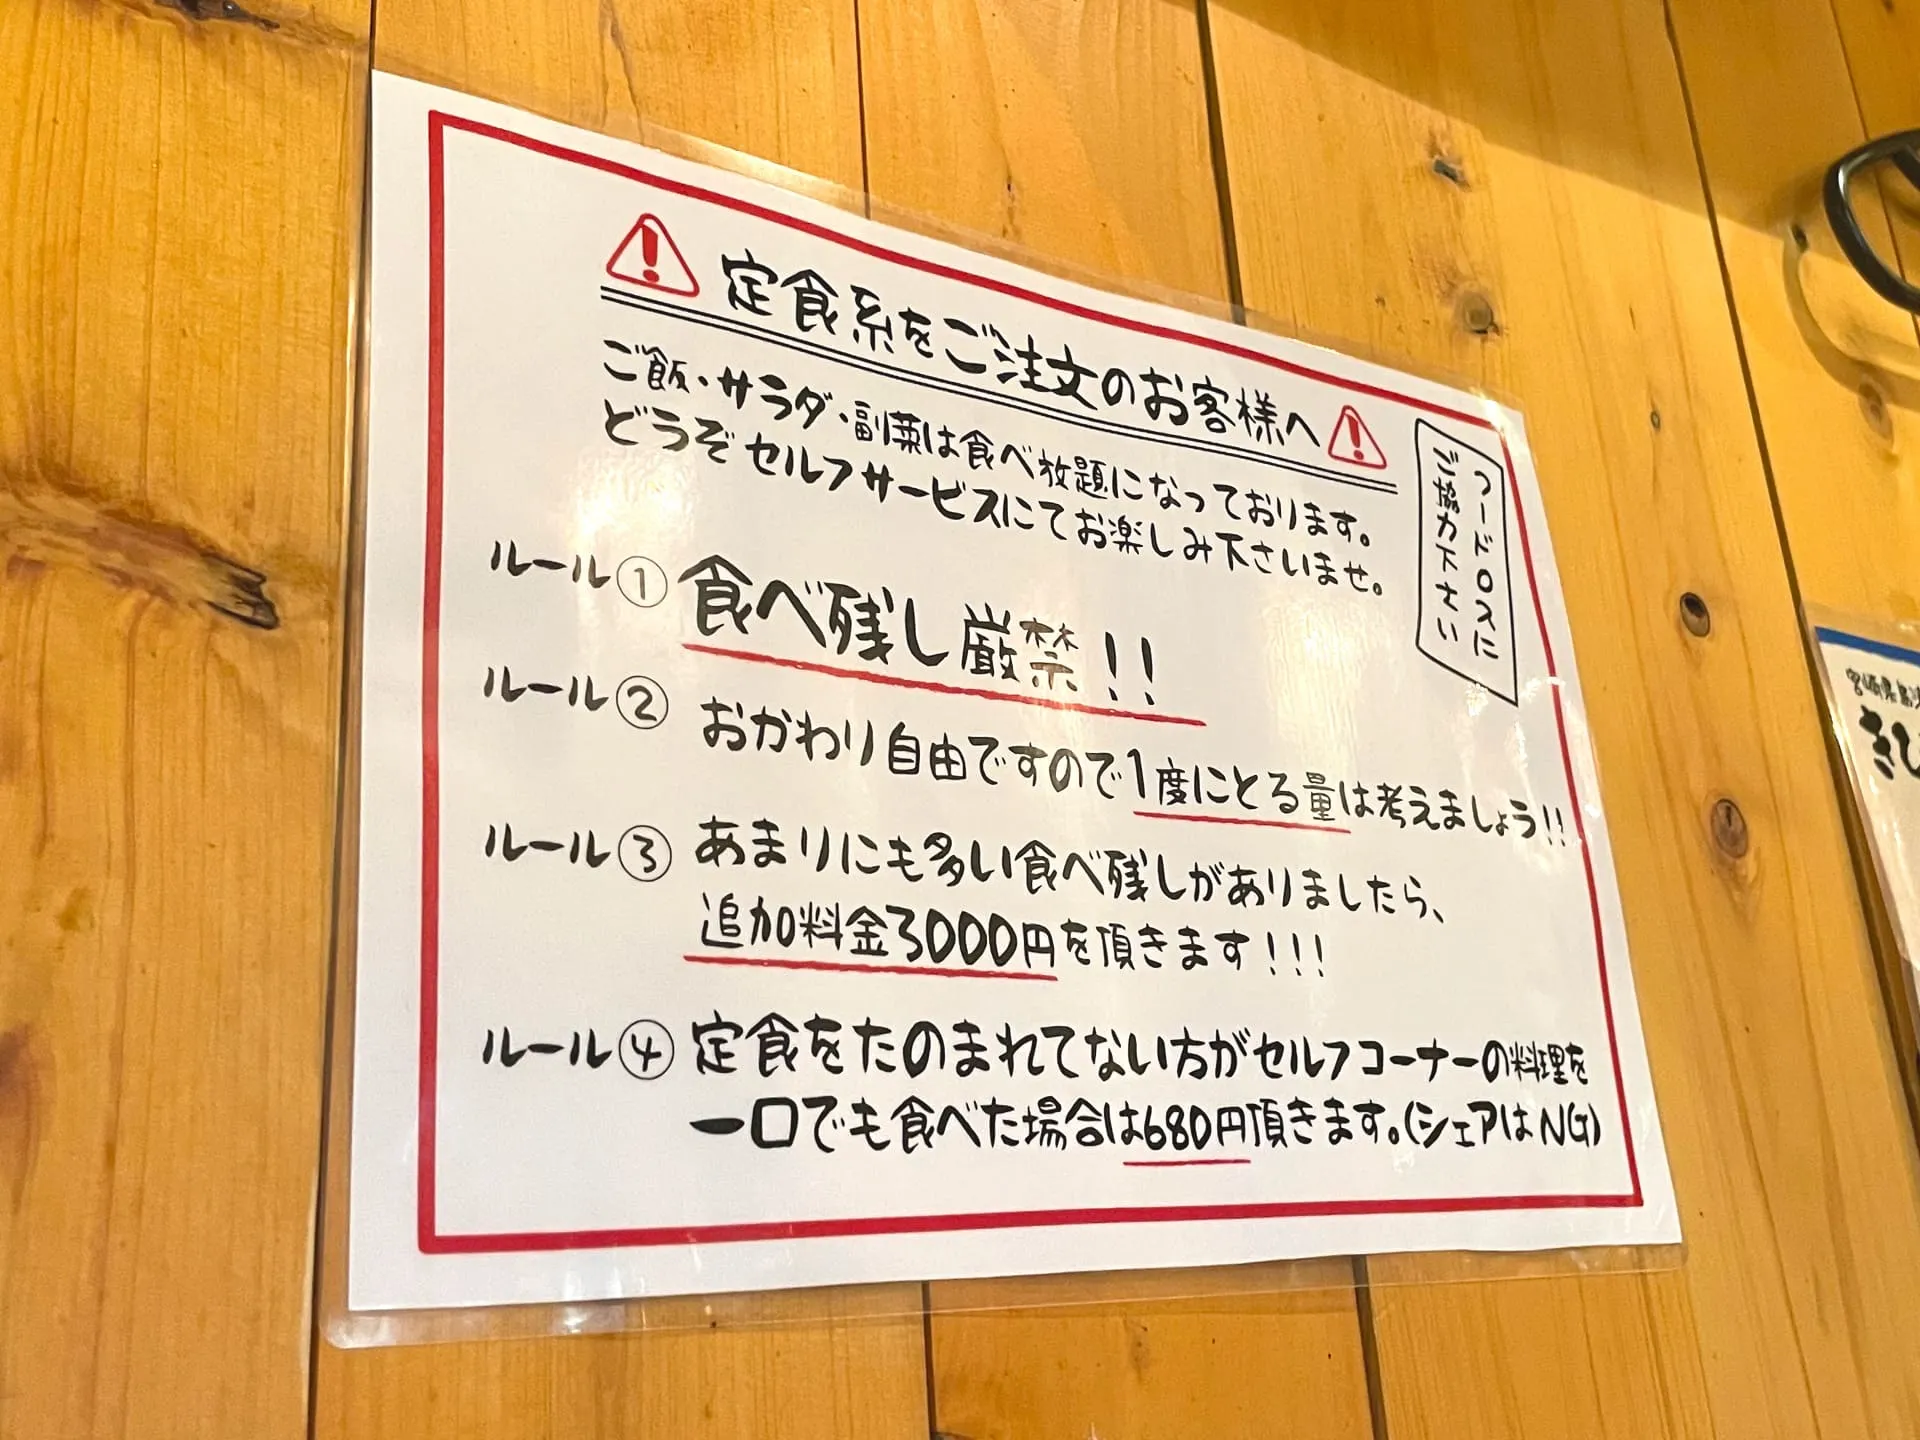 定食系をご注文のお客様へ
ご飯・サラダ・副菜は食べ放題になっております。
どうぞセルフサービスにてお楽しみ下さいませ。
フードロスに
ご協力下さい
ルール① 食べ残し厳禁!!
ルール② おかわり自由ですので1度にとる量は考えましょう!!
ルール③ あまりにも多い食べ残しがありましたら、
追加料金3000円を頂きます!!!
ルール④ 定食をたのまれてない方がセルフコーナーの料理を
一口でも食べた場合は680円頂きます。(シェアはNG)
宮崎県